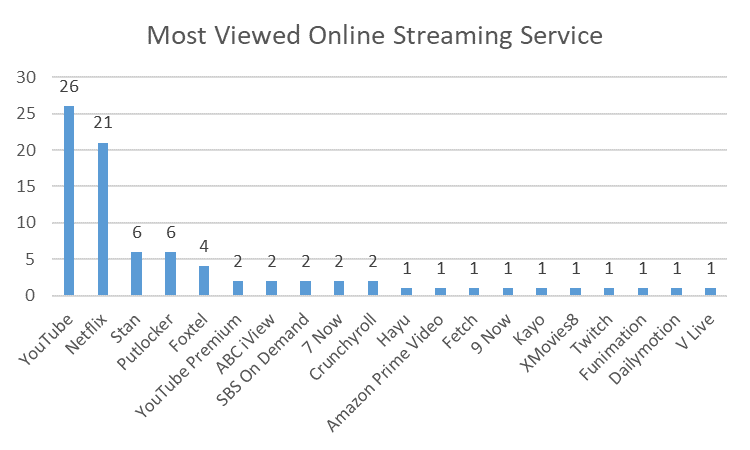 Most Viewed Online Streaming Service
30
25
20
15
10
5
0
26
21
6
6
4
2
2
2
2
2
1
1
1
1
1
1
1
1
1
1
YouTube
Netflix
Stan
Putlocker
Foxtel
YouTube Premium
ABC iView
SBS On Demand
7 Now
Crunchyroll
Hayu
Amazon Prime Video
Fetch
9 Now
Kayo
XMovies8
Twitch
Funimation
Dailymotion
V Live